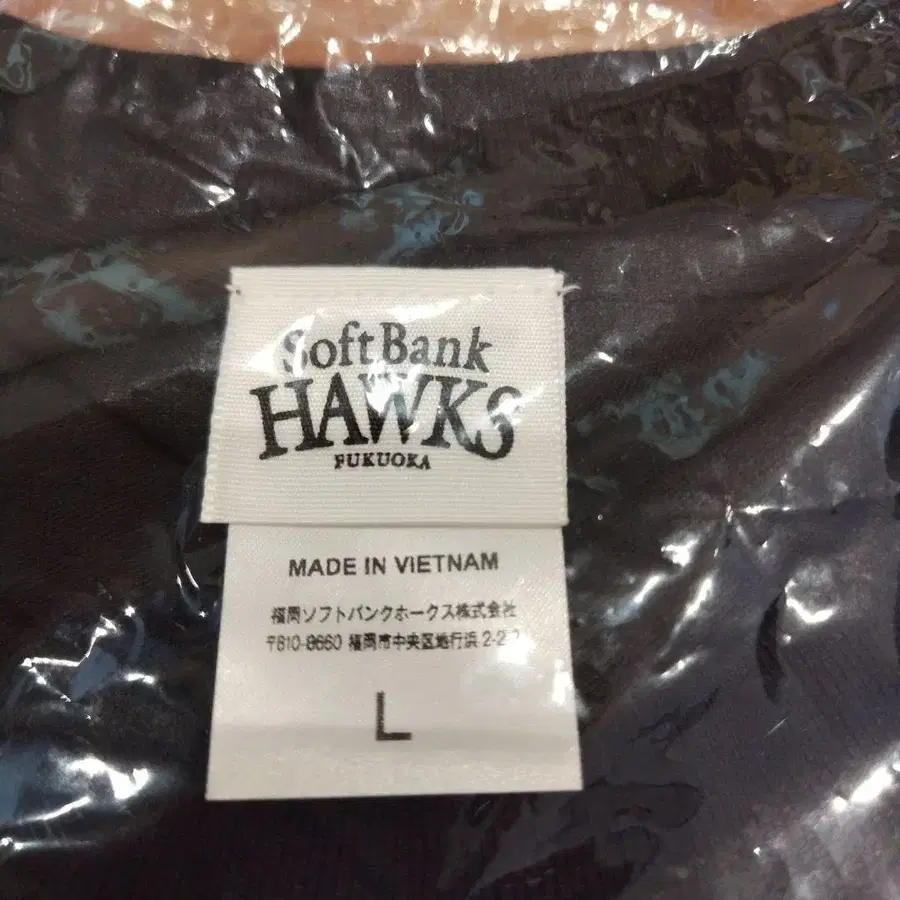 SoftBank
HAWKS
FUKUOKA
MADE IN VIETNAM
福岡ソフトバンクホークス株式会社
〒810-8660 福岡市中央区地行浜 2-2-2
L